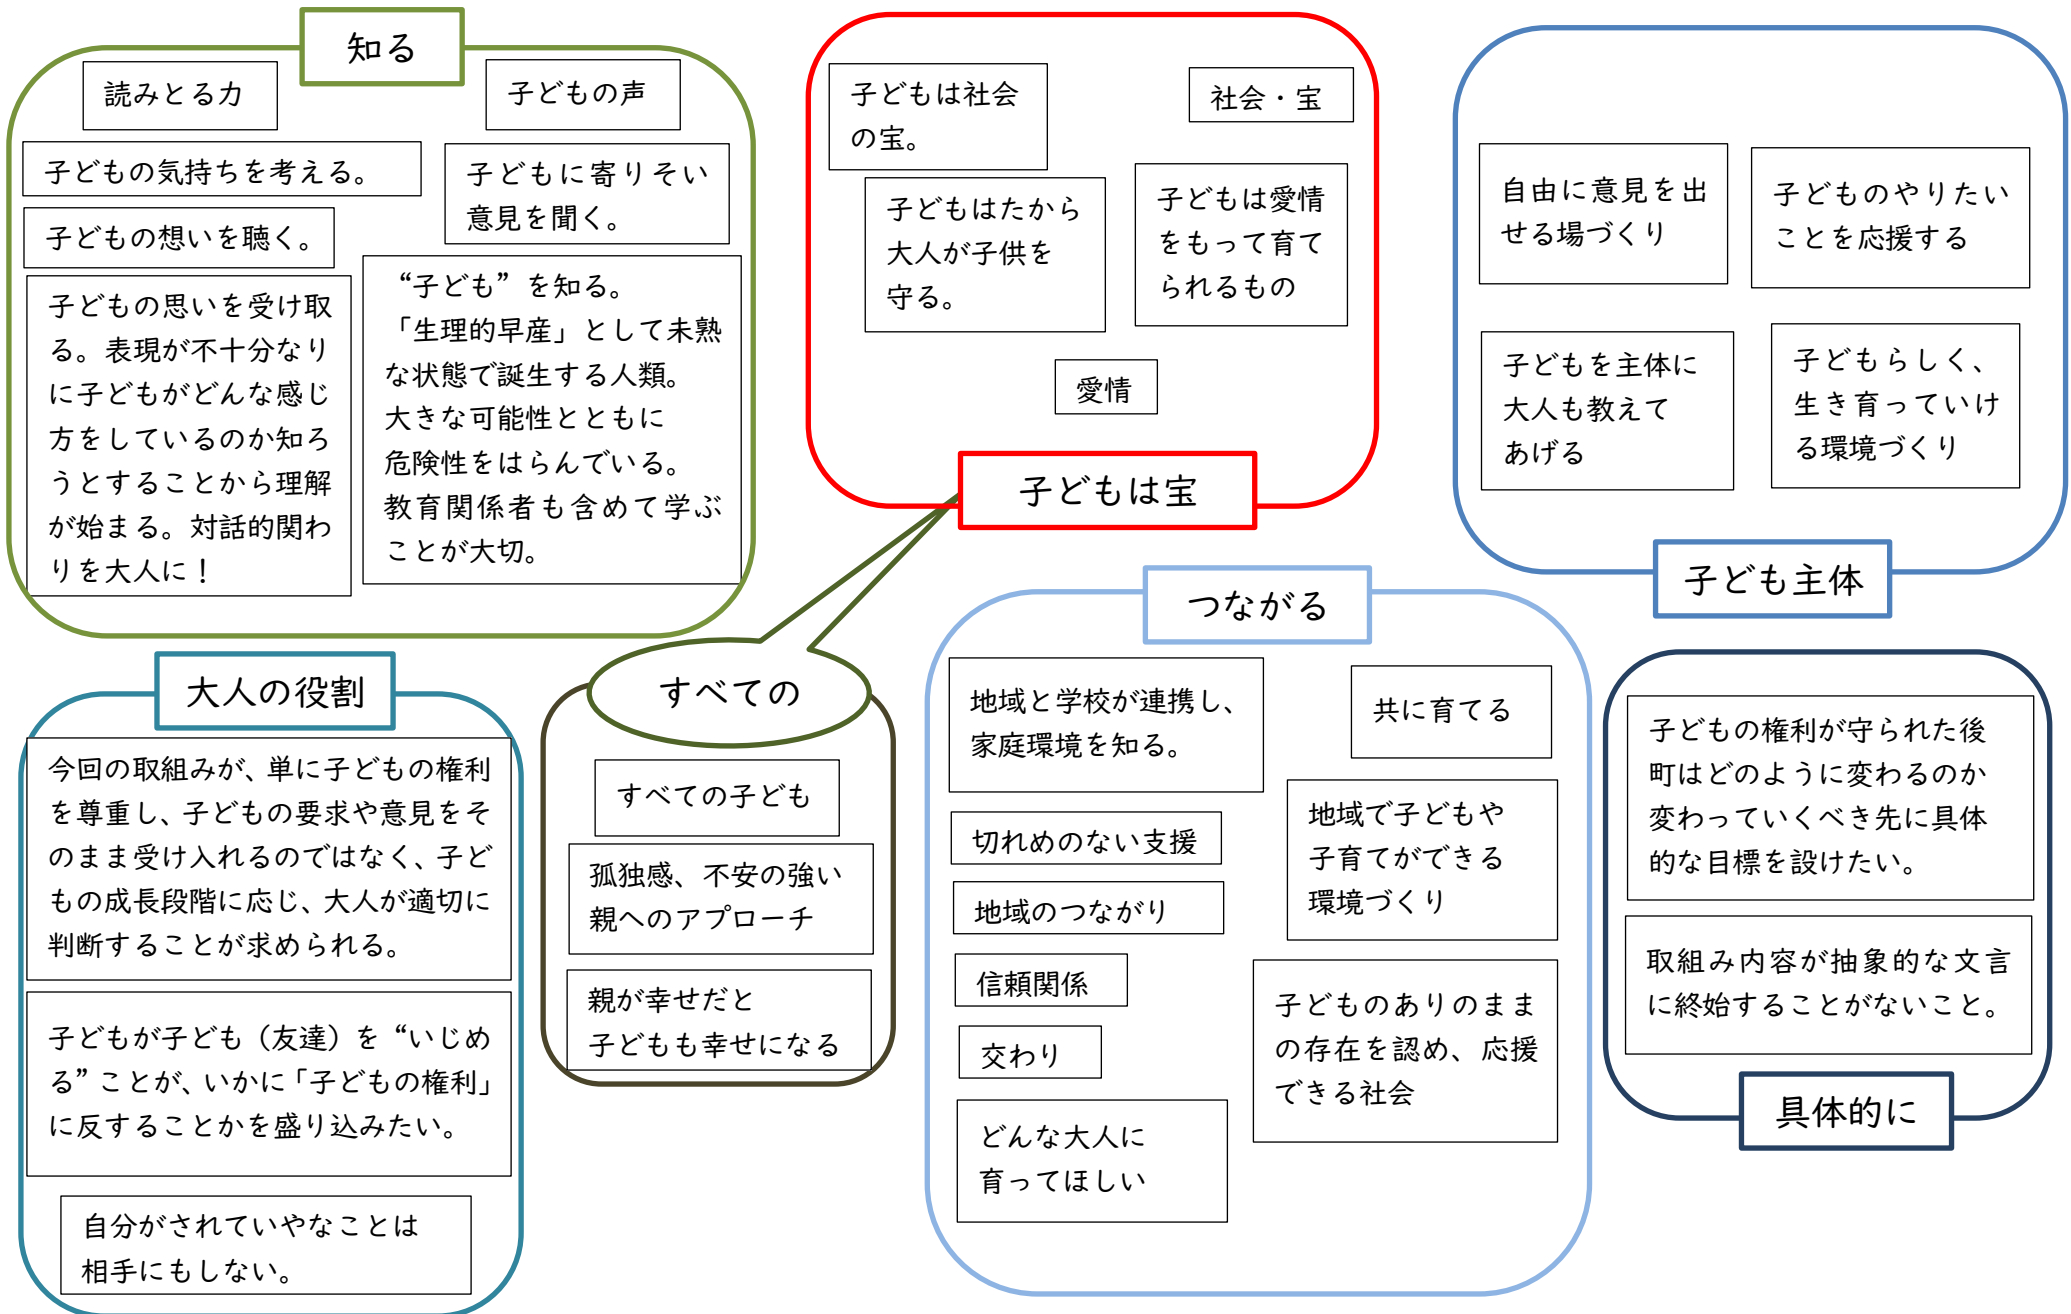 知る
読みとる力
子どもの声
子どもの気持ちを考える。
子どもに寄りそい
意見を聞く。
子どもの想いを聴く。
子どもの思いを受け取
る。表現が不十分なり
に子どもがどんな感じ
方をしているのか知ろ
うとすることから理解
が始まる。対話的関わ
りを大人に！
“子ども”を知る。
「生理的早産」として未熟
な状態で誕生する人類。
大きな可能性とともに
危険性をはらんでいる。
教育関係者も含めて学ぶ
ことが大切。
子どもは社会
の宝。
社会・宝
子どもはたから
大人が子供を
守る。
子どもは愛情
をもって育て
られるもの
愛情
子どもは宝
自由に意見を出
せる場づくり
子どものやりたい
ことを応援する
子どもを主体に
大人も教えて
あげる
子どもらしく、
生き育っていけ
る環境づくり
子ども主体
大人の役割
今回の取組みが、単に子どもの権利
を尊重し、子どもの要求や意見をそ
のまま受け入れるのではなく、子ど
もの成長段階に応じ、大人が適切に
判断することが求められる。
子どもが子ども（友達）を“いじめ
る”ことが、いかに「子どもの権利」
に反することかを盛り込みたい。
自分がされていやなことは
相手にもしない。
すべての
すべての子ども
孤独感、不安の強い
親へのアプローチ
親が幸せだと
子どもも幸せになる
つながる
地域と学校が連携し、
家庭環境を知る。
共に育てる
切れめのない支援
地域で子どもや
子育てができる
環境づくり
地域のつながり
信頼関係
子どものありのまま
の存在を認め、応援
できる社会
交わり
どんな大人に
育ってほしい
子どもの権利が守られた後
町はどのように変わるのか
変わっていくべき先に具体
的な目標を設けたい。
取組み内容が抽象的な文言
に終始することがないこと。
具体的に